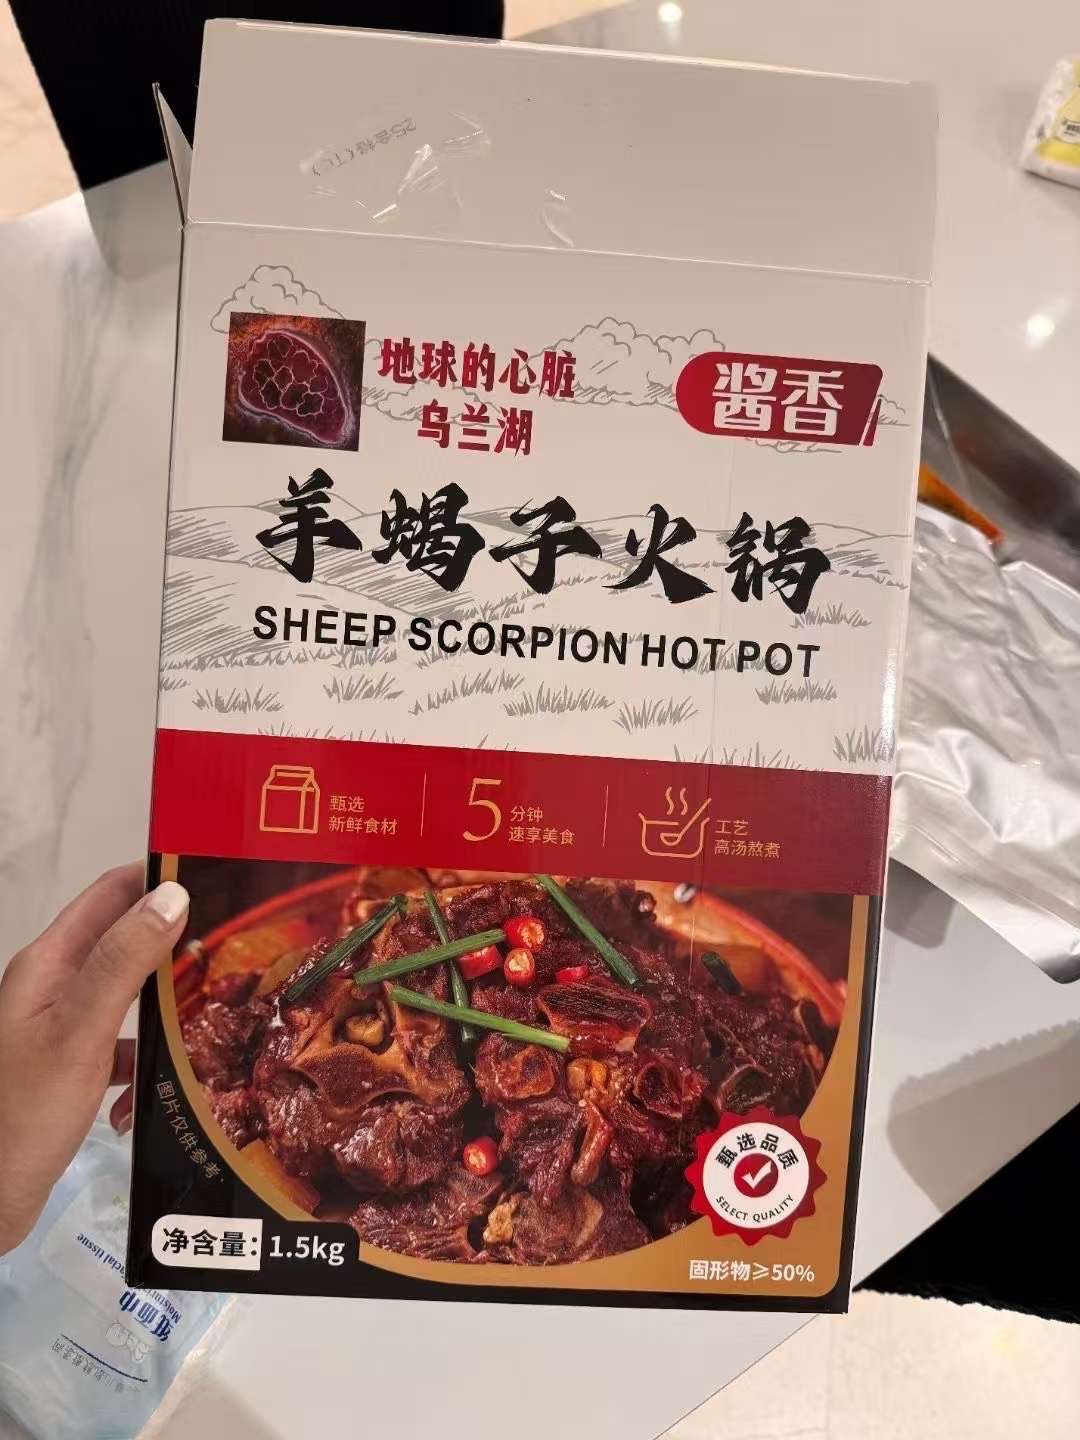 地球的心脏
乌兰湖
酱香
羊蝎子火锅
SHEEP SCORPION HOT POT
甄选
新鲜食材
5分钟
速享美食
工艺
高汤熬煮
·图片仅供参考·
甄选品质
SELECT QUALITY
净含量：1.5kg
固形物≥50%
纸面巾